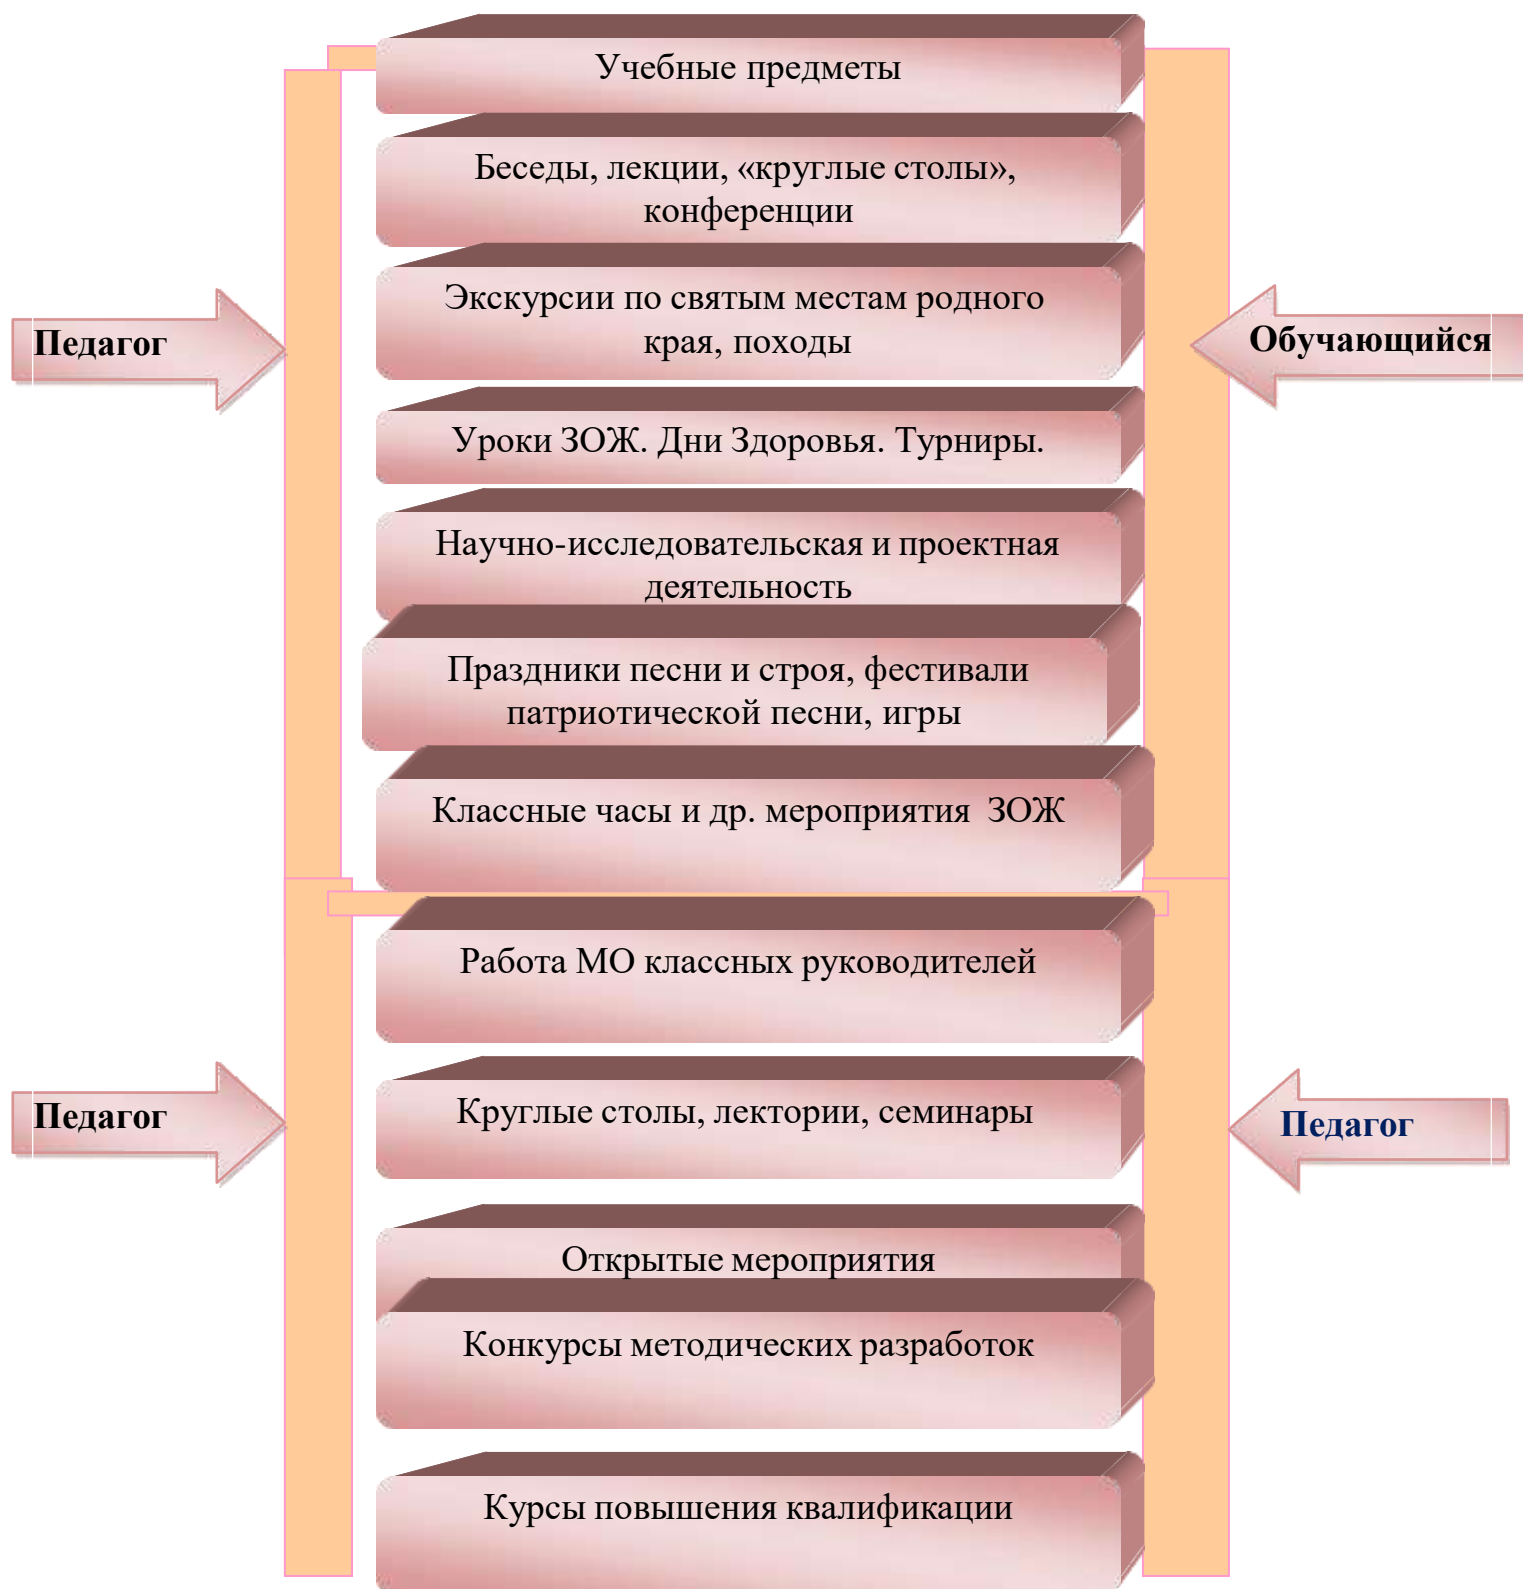 Учебные предметы
Беседы, лекции, «круглые столы»,
конференции
Экскурсии по святым местам родного
края, походы
Педагог
Обучающийся
Уроки ЗОЖ. Дни Здоровья. Турниры.
Научно-исследовательская и проектная
деятельность
Праздники песни и строя, фестивали
патриотической песни, игры
Классные часы и др. мероприятия ЗОЖ
Работа МО классных руководителей
Круглые столы, лектории, семинары
Педагог
Педагог
Открытые мероприятия
Конкурсы методических разработок
Курсы повышения квалификации